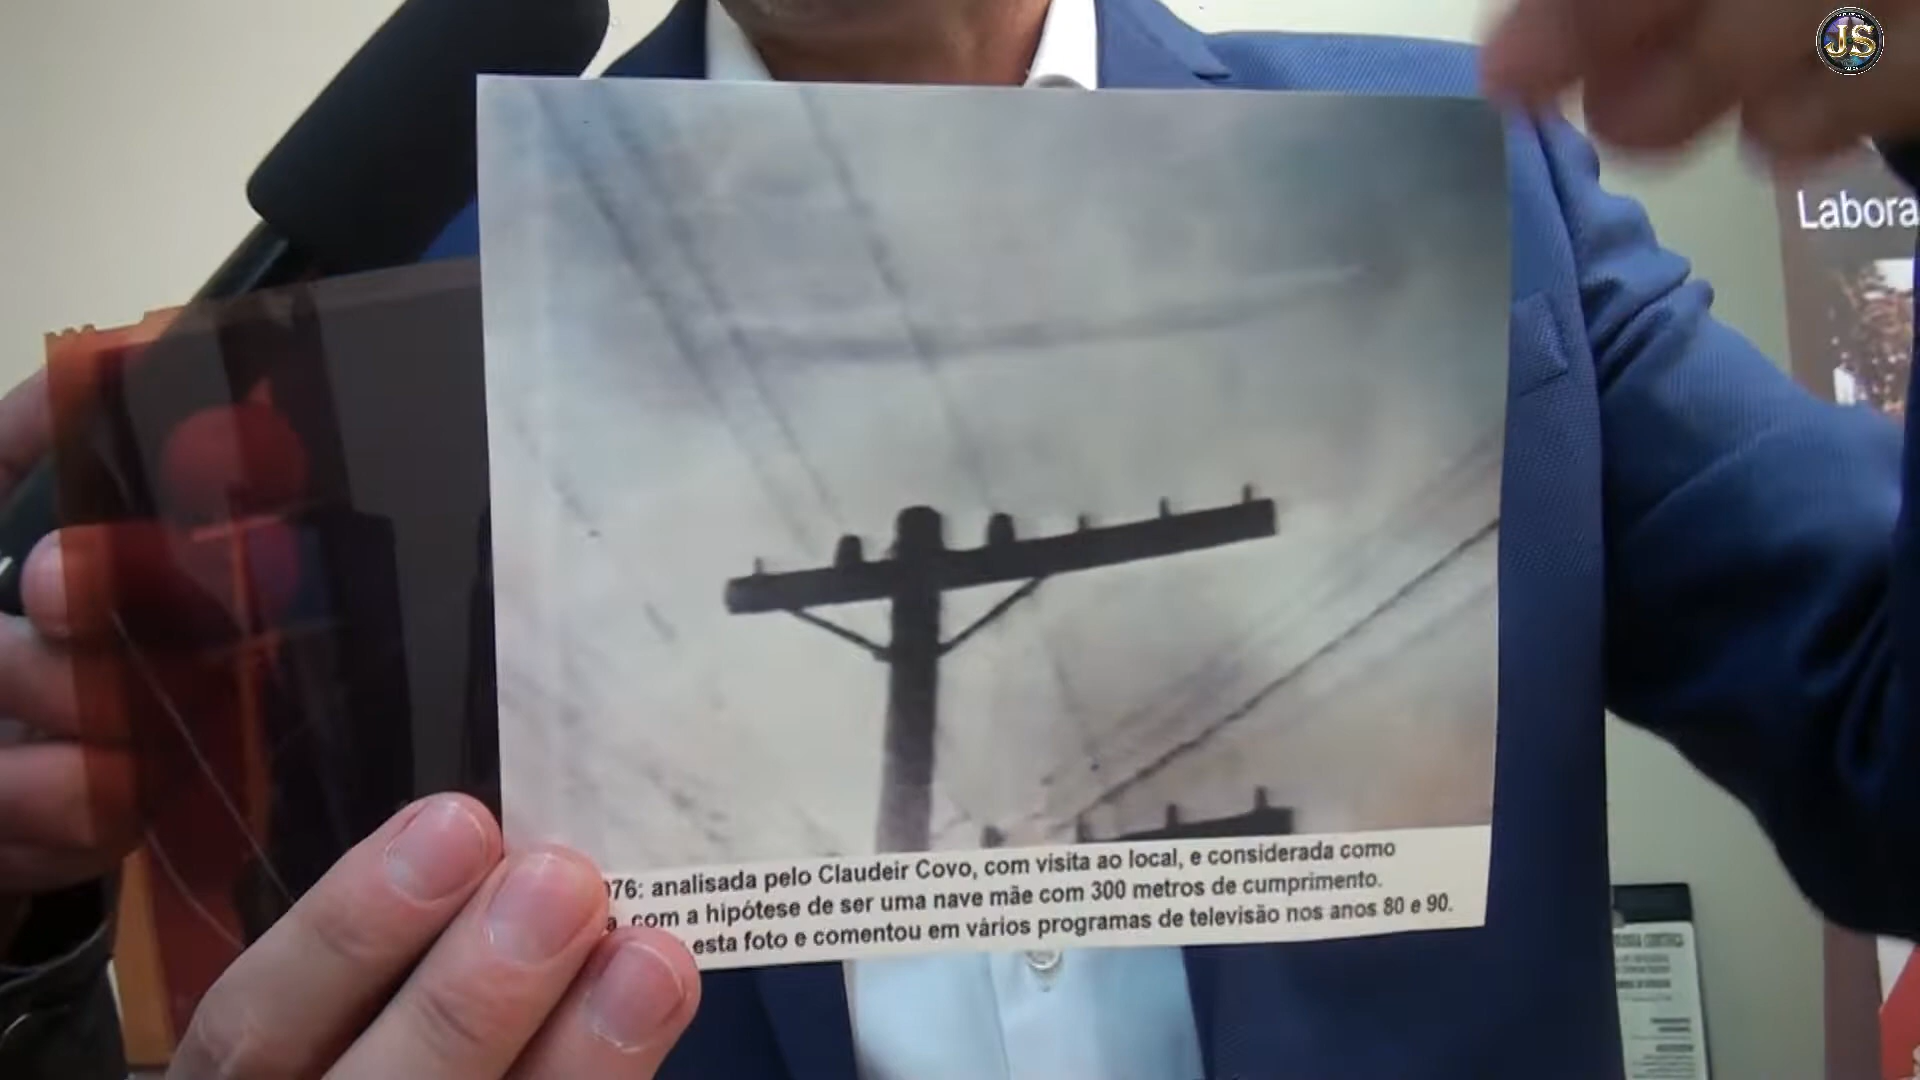 JS
Labora
76: analisada pelo Claudeir Covo, com visita ao local, e considerada como
a com a hipótese de ser uma nave mãe com 300 metros de cumprimento.
esta foto e comentou em vários programas de televisão nos anos 80 e 90.